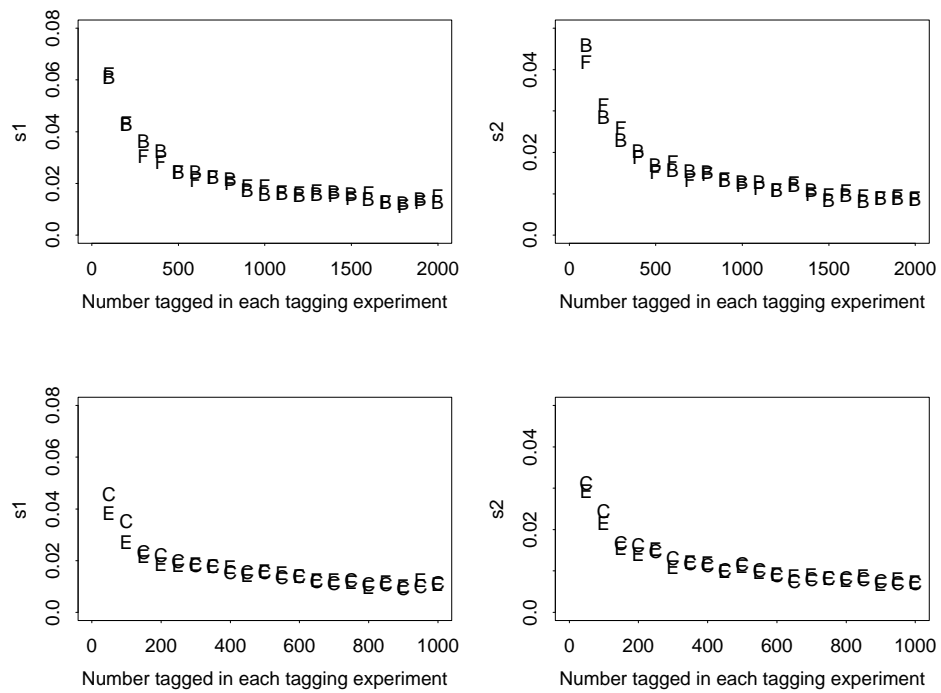 s1
0.0 0.02 0.04 0.06 0.08
0 500 1000 1500 2000
Number tagged in each tagging experiment
s2
0.0 0.02 0.04
0 500 1000 1500 2000
Number tagged in each tagging experiment
s1
0.0 0.02 0.04 0.06 0.08
0 200 400 600 800 1000
Number tagged in each tagging experiment
s2
0.0 0.02 0.04
0 200 400 600 800 1000
Number tagged in each tagging experiment